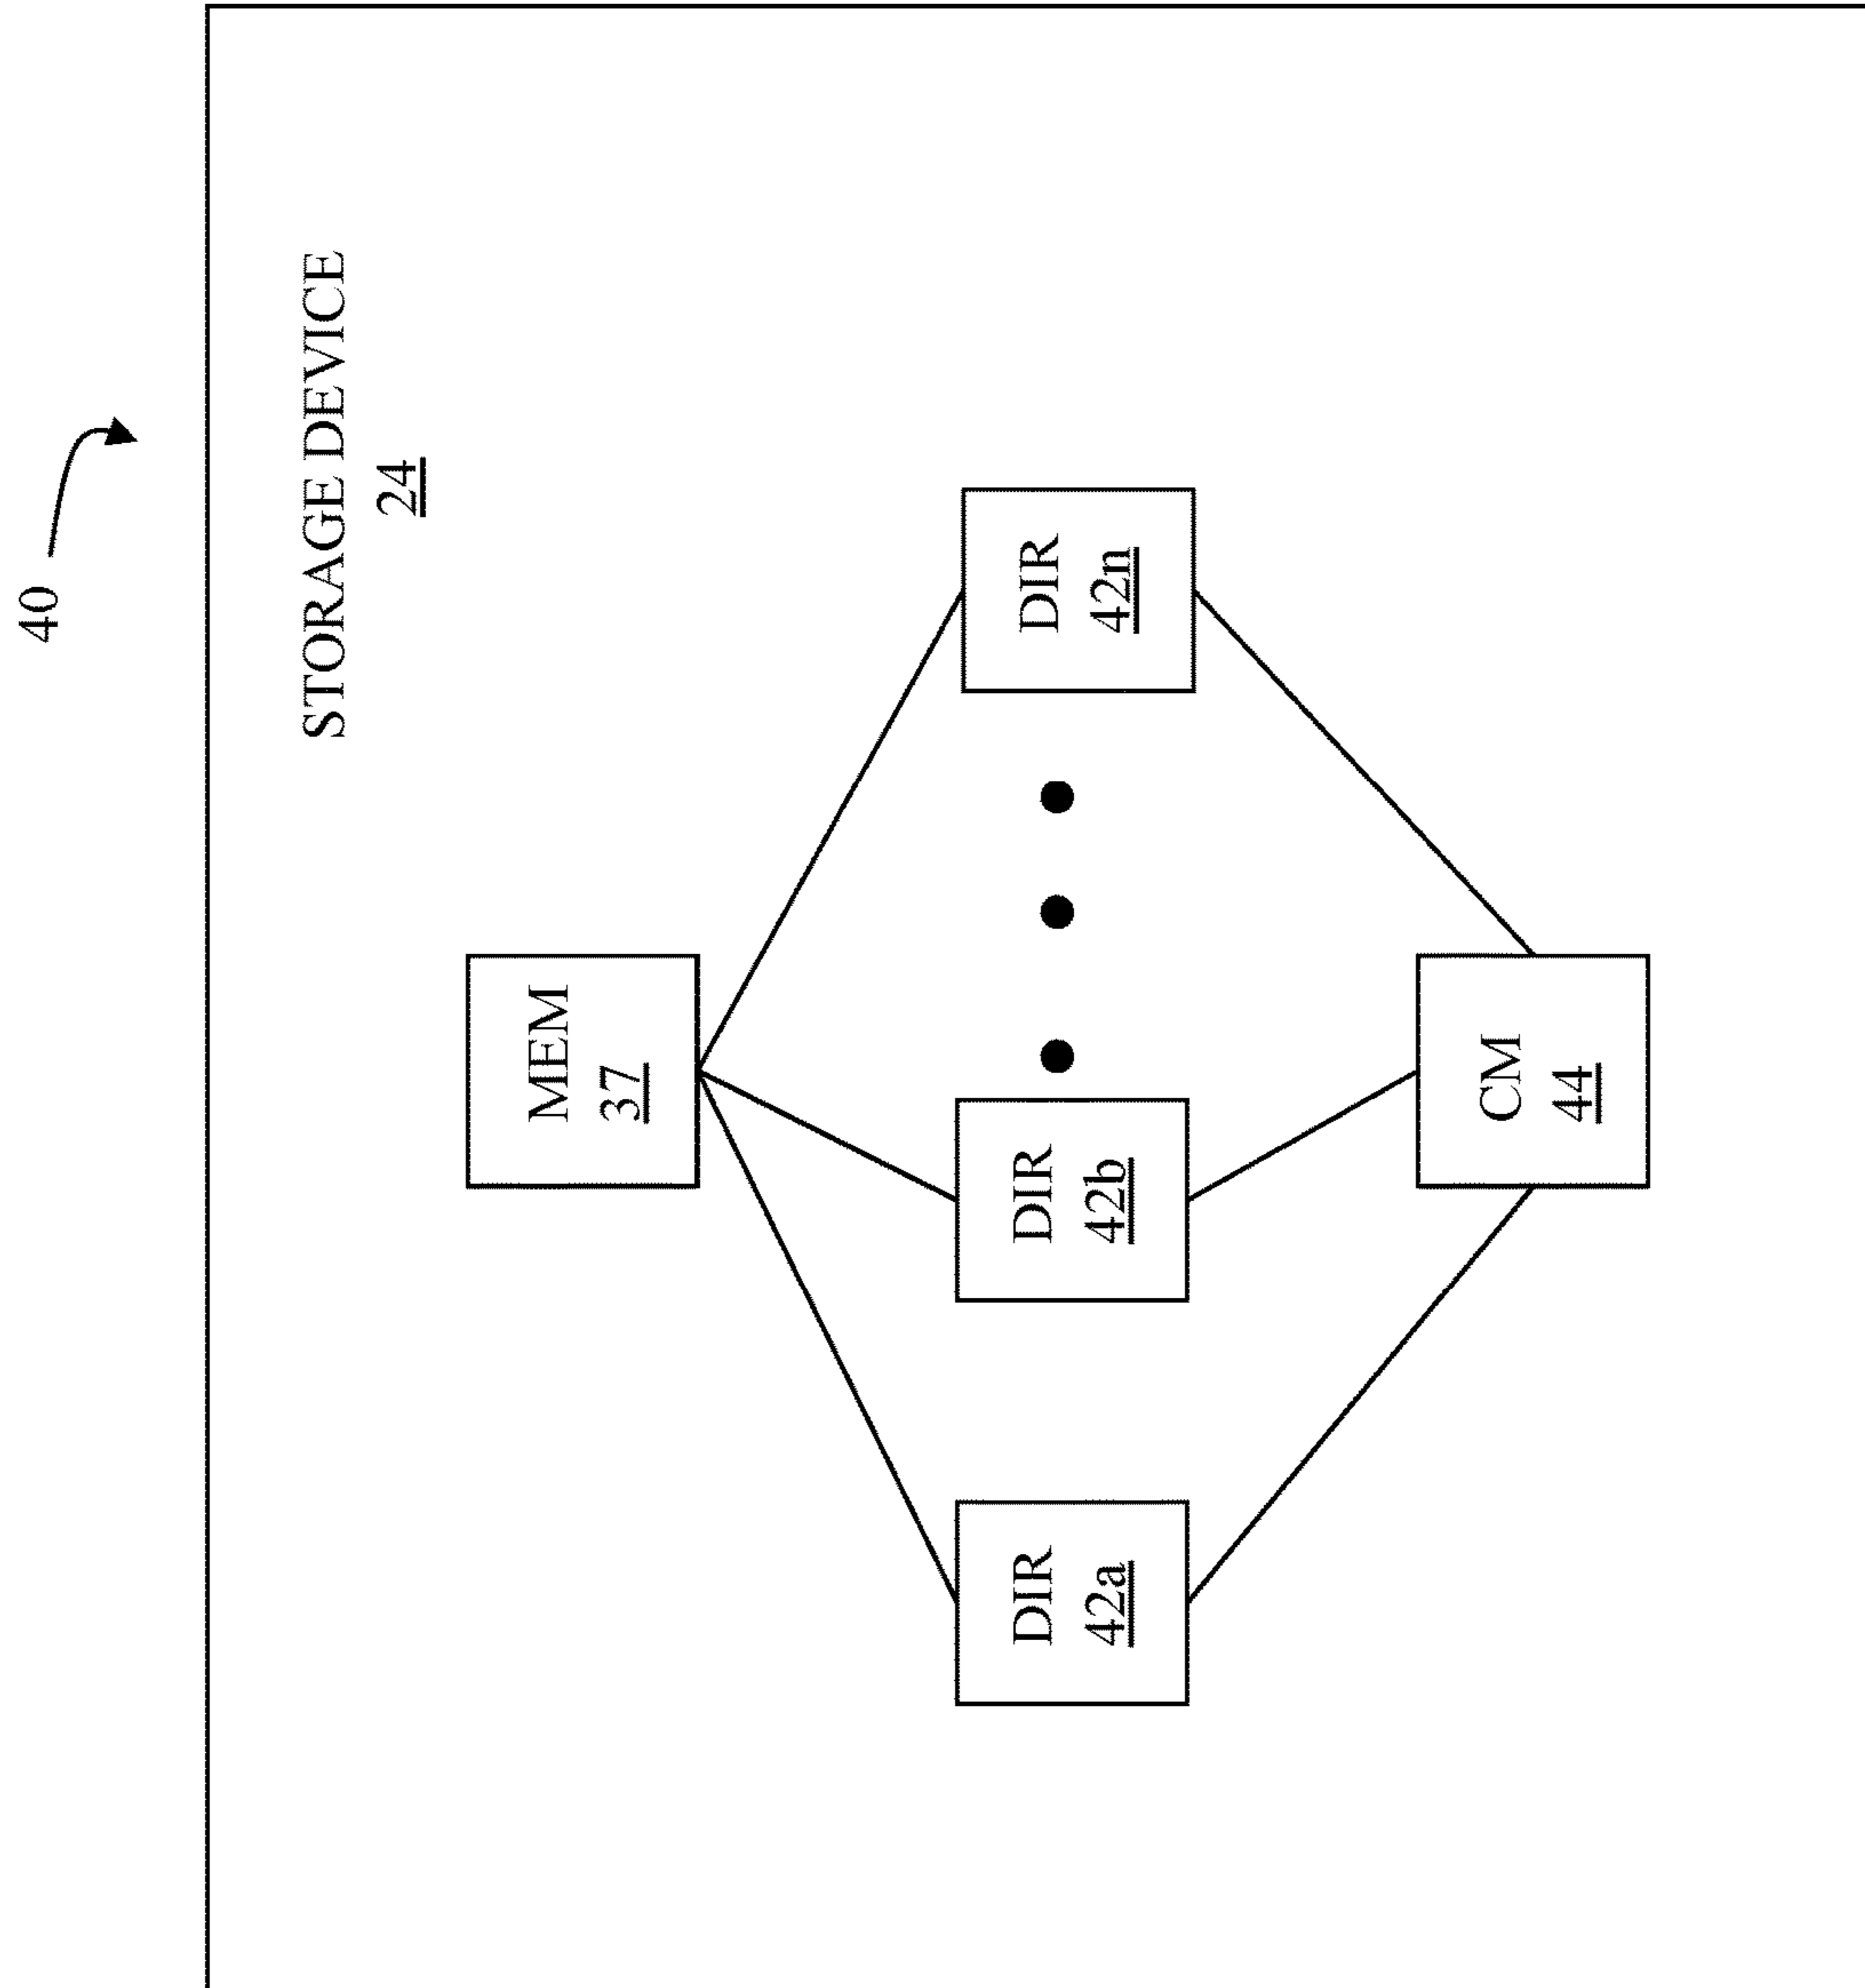 40
STORAGE DEVICE
24
MEM
37
DIR
42a
DIR
42b
DIR
42n
CM
44